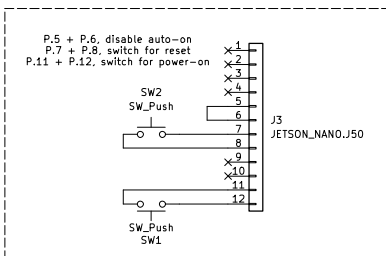 P.5 + P.6, disable auto-on
P.7 + P.8, switch for reset
P.11 + P.12, switch for power-on
SW2
SW_Push
1
2
3
4
5
6
7
8
9
10
11
12
J3
JETSON_NANO.J50
SW_Push
SW1